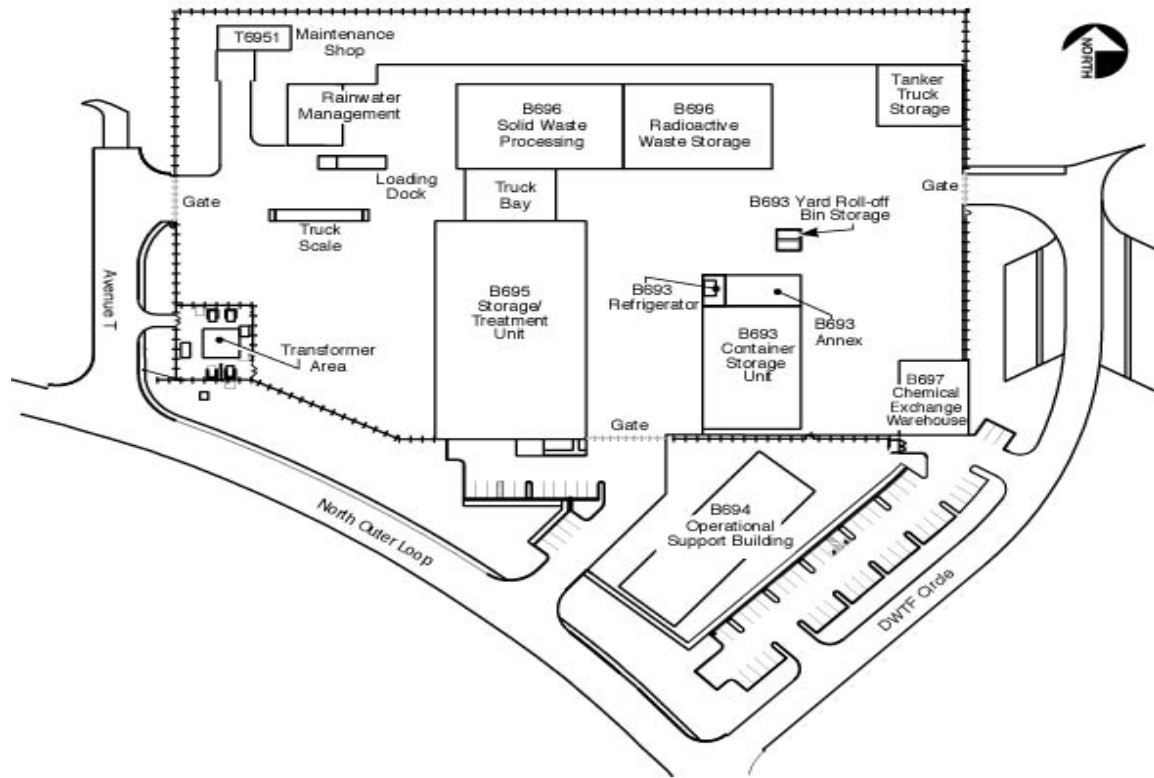 T6951
Maintenance
Shop
NORTH
Rainwater
Management
B696
Solid Waste
Processing
B696
Radioactive
Waste Storage
Tanker
Truck
Storage
Loading
Dock
Truck
Bay
Gate
Gate
B693 Yard Roll-off
Bin Storage
Truck
Scale
Avenue T
B695
Storage/
Treatment
Unit
B693
Refrigerator
B693
Annex
B693
Container
Storage
Unit
Transformer
Area
B697
Chemical
Exchange
Warehouse
Gate
North Outer Loop
B694
Operational
Support Building
DWTF Circle